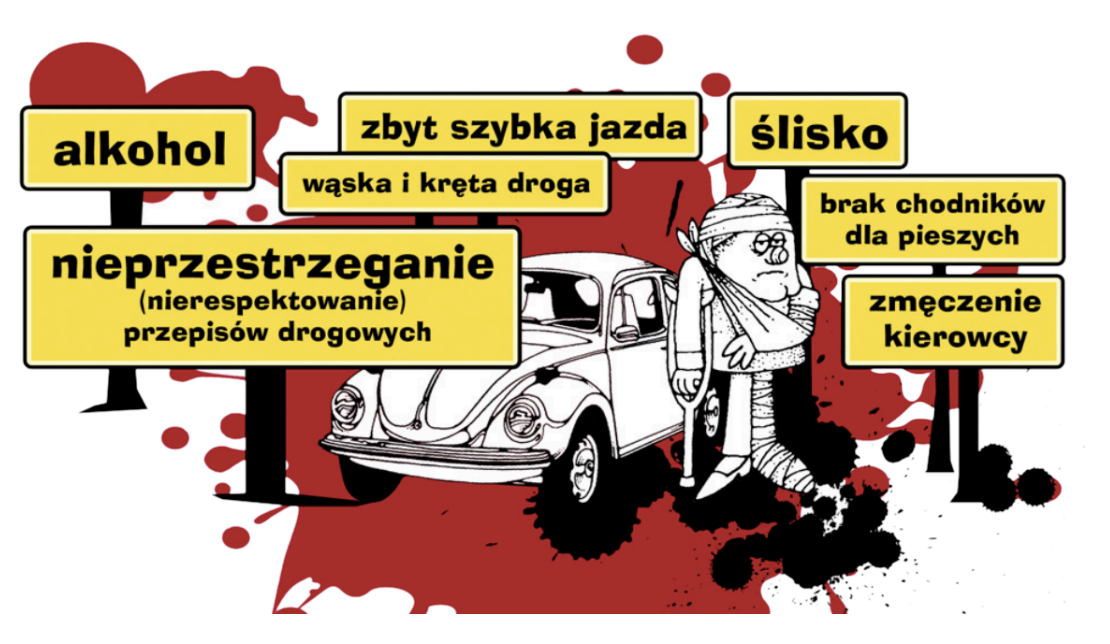 alkohol
zbyt szybka jazda
ślisko
wąska i kręta droga
brak chodników
dla pieszych
nieprzestrzeganie
(nierespektowanie)
przepisów drogowych
zmęczenie
kierowcy